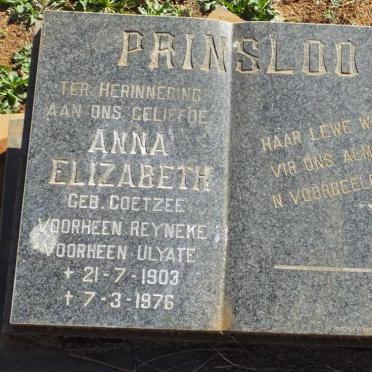 PRINSLOO
TER HERINNERING
AAN ONS GELIEFDE
ANNA
ELIZABETH
GEB. COETZEE
VOORHEEN REYNEKE
VOORHEEN ULYATE
+ 21-7-1903
+ 7-3-1976
HAAR LEWE W
VIR ONS ALM
N VOORBEEL